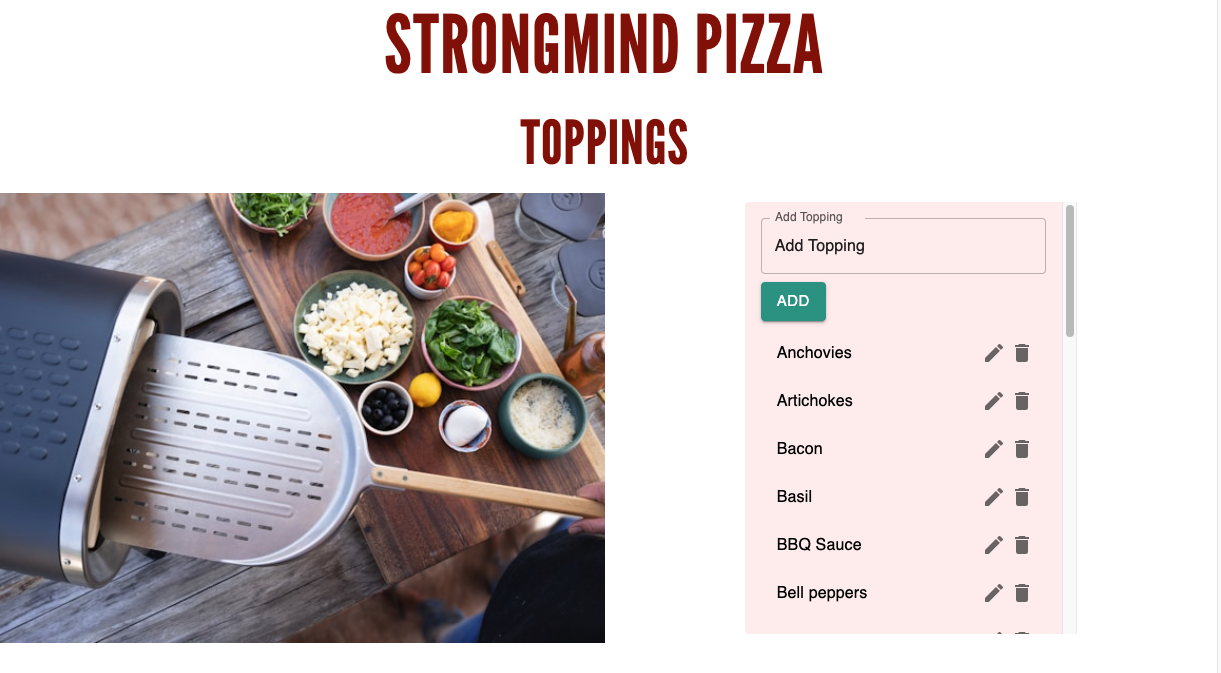 STRONGMIND PIZZA
TOPPINGS
Add Topping
Add Topping
ADD
Anchovies
Artichokes
Bacon
Basil
BBQ Sauce
Bell peppers